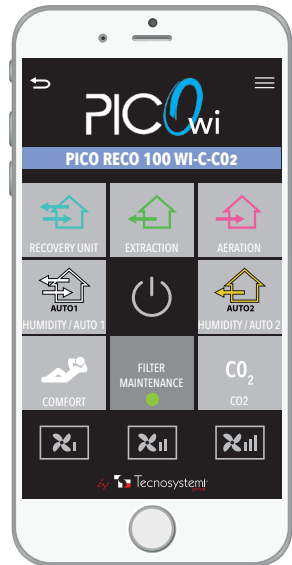 PICO wi
PICO RECO 100 WI-C-CO2
RECOVERY UNIT
EXTRACTION
AERATION
AUTO1
HUMIDITY / AUTO 1
AUTO2
HUMIDITY / AUTO 2
COMFORT
FILTER
MAINTENANCE
CO2
CO2
by Tecnosystemi